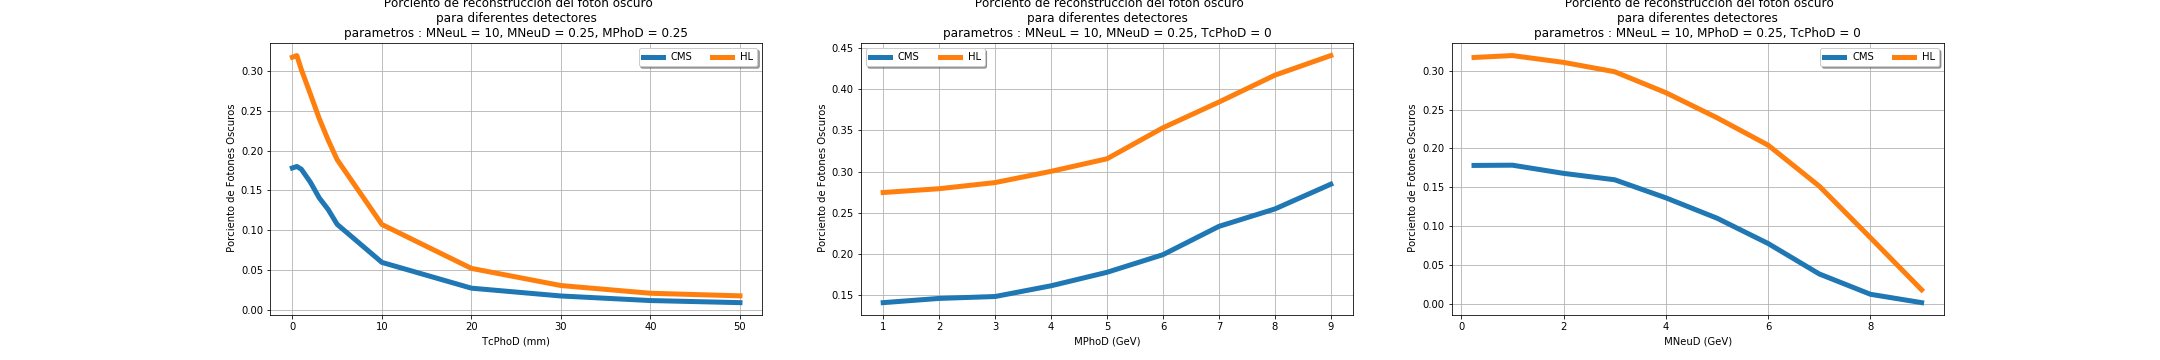 Porciento de reconstruccion del foton oscuro
para diferentes detectores
parametros : MNeuL = 10, MNeuD = 0.25, MPhoD = 0.25
CMS HL
0.30
0.25
0.20
0.15
0.10
0.05
0.00
Porciento de Fotones Oscuros
0 10 20 30 40 50
TcPhoD (mm)
Porciento de reconstruccion del foton oscuro
para diferentes detectores
parametros : MNeuL = 10, MNeuD = 0.25, TcPhoD = 0
CMS HL
0.45
0.40
0.35
0.30
0.25
0.20
0.15
Porciento de Fotones Oscuros
1 2 3 4 5 6 7 8 9
MPhoD (GeV)
Porciento de reconstruccion del foton oscuro
para diferentes detectores
parametros : MNeuL = 10, MPhoD = 0.25, TcPhoD = 0
CMS HL
0.30
0.25
0.20
0.15
0.10
0.05
0.00
Porciento de Fotones Oscuros
0 2 4 6 8
MNeuD (GeV)